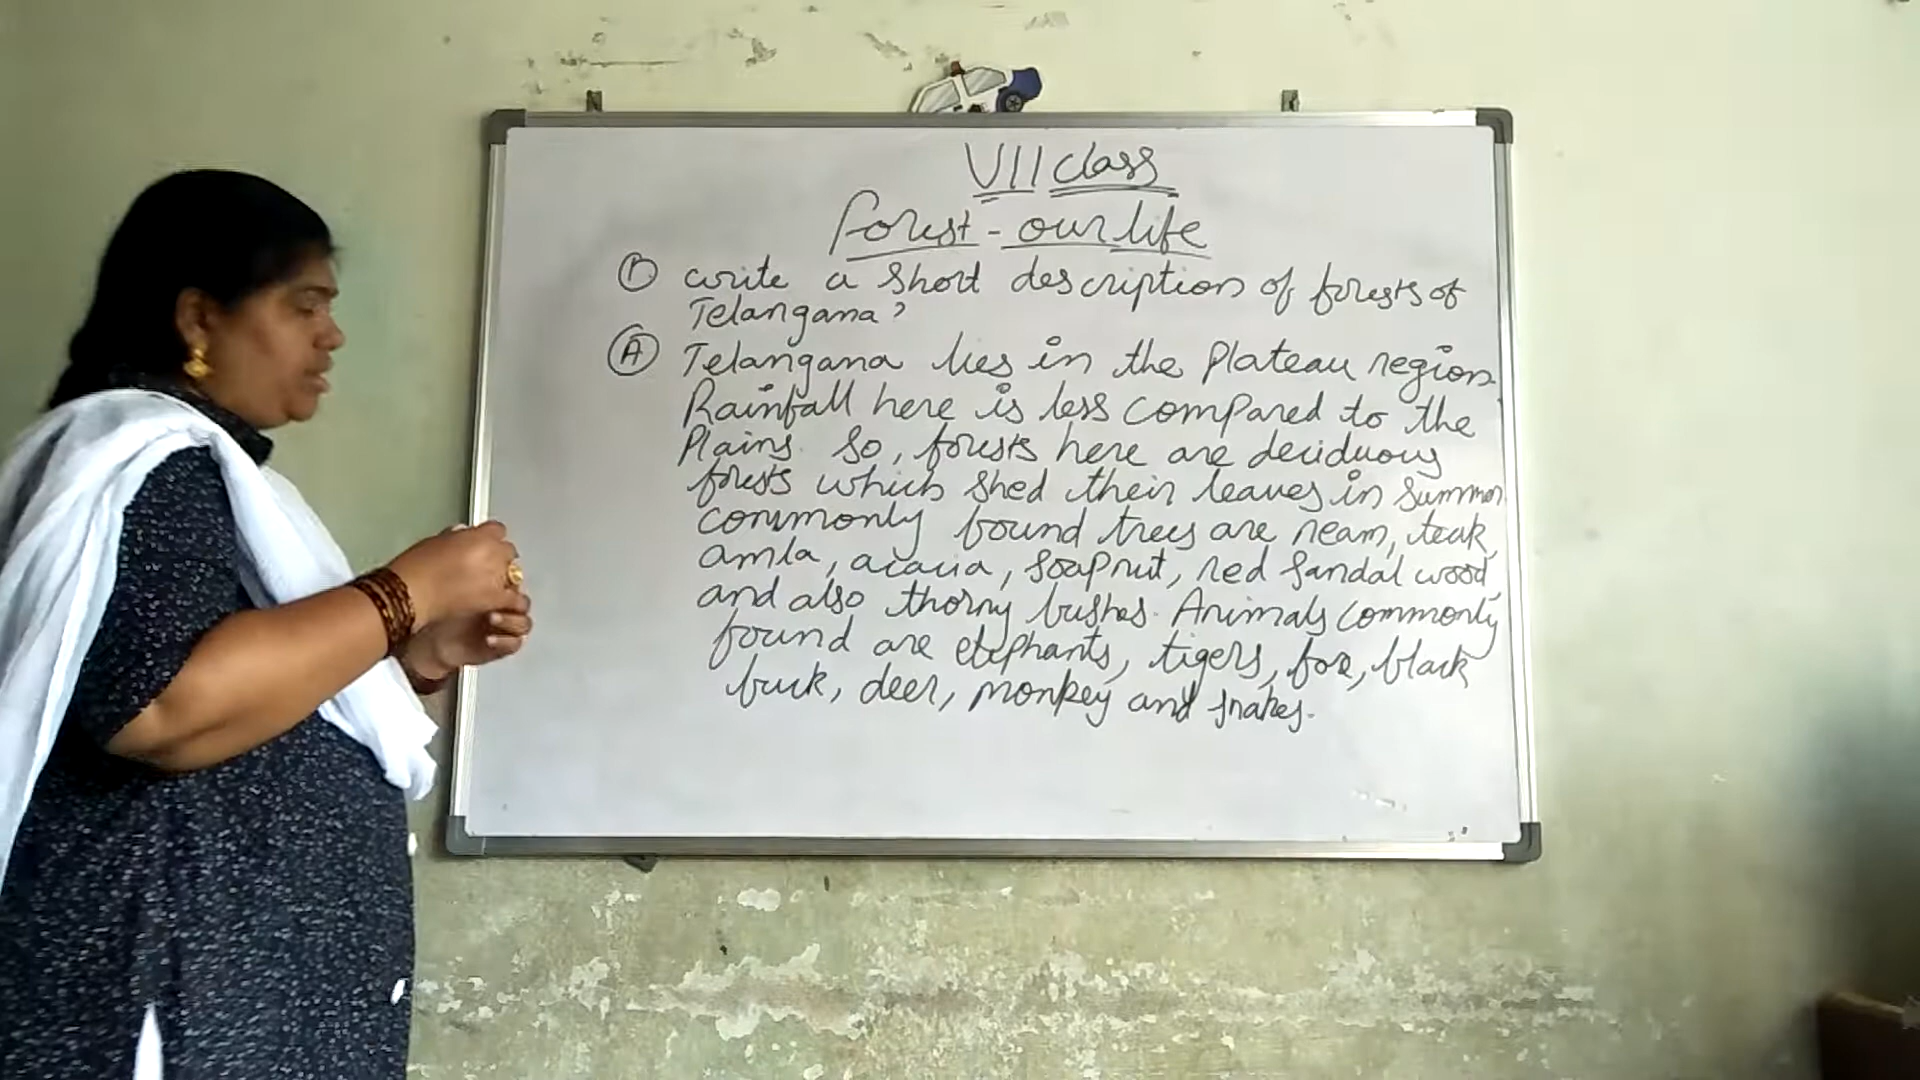 VII class
Forest - our life
① write a short description of forests of
Telangana?
Ⓐ Telangana lies in the Plateau region.
Rainfall here is less compared to the
Plains. So, forests here are deciduous
forests which shed their leaves in summer
commonly found trees are neam, teak,
amla, acacia, soapnut, red sandal wood
and also thorny bushes. Animals commonly
found are elephants, tigers, fox, black
buck, deer, monkey and snakes.